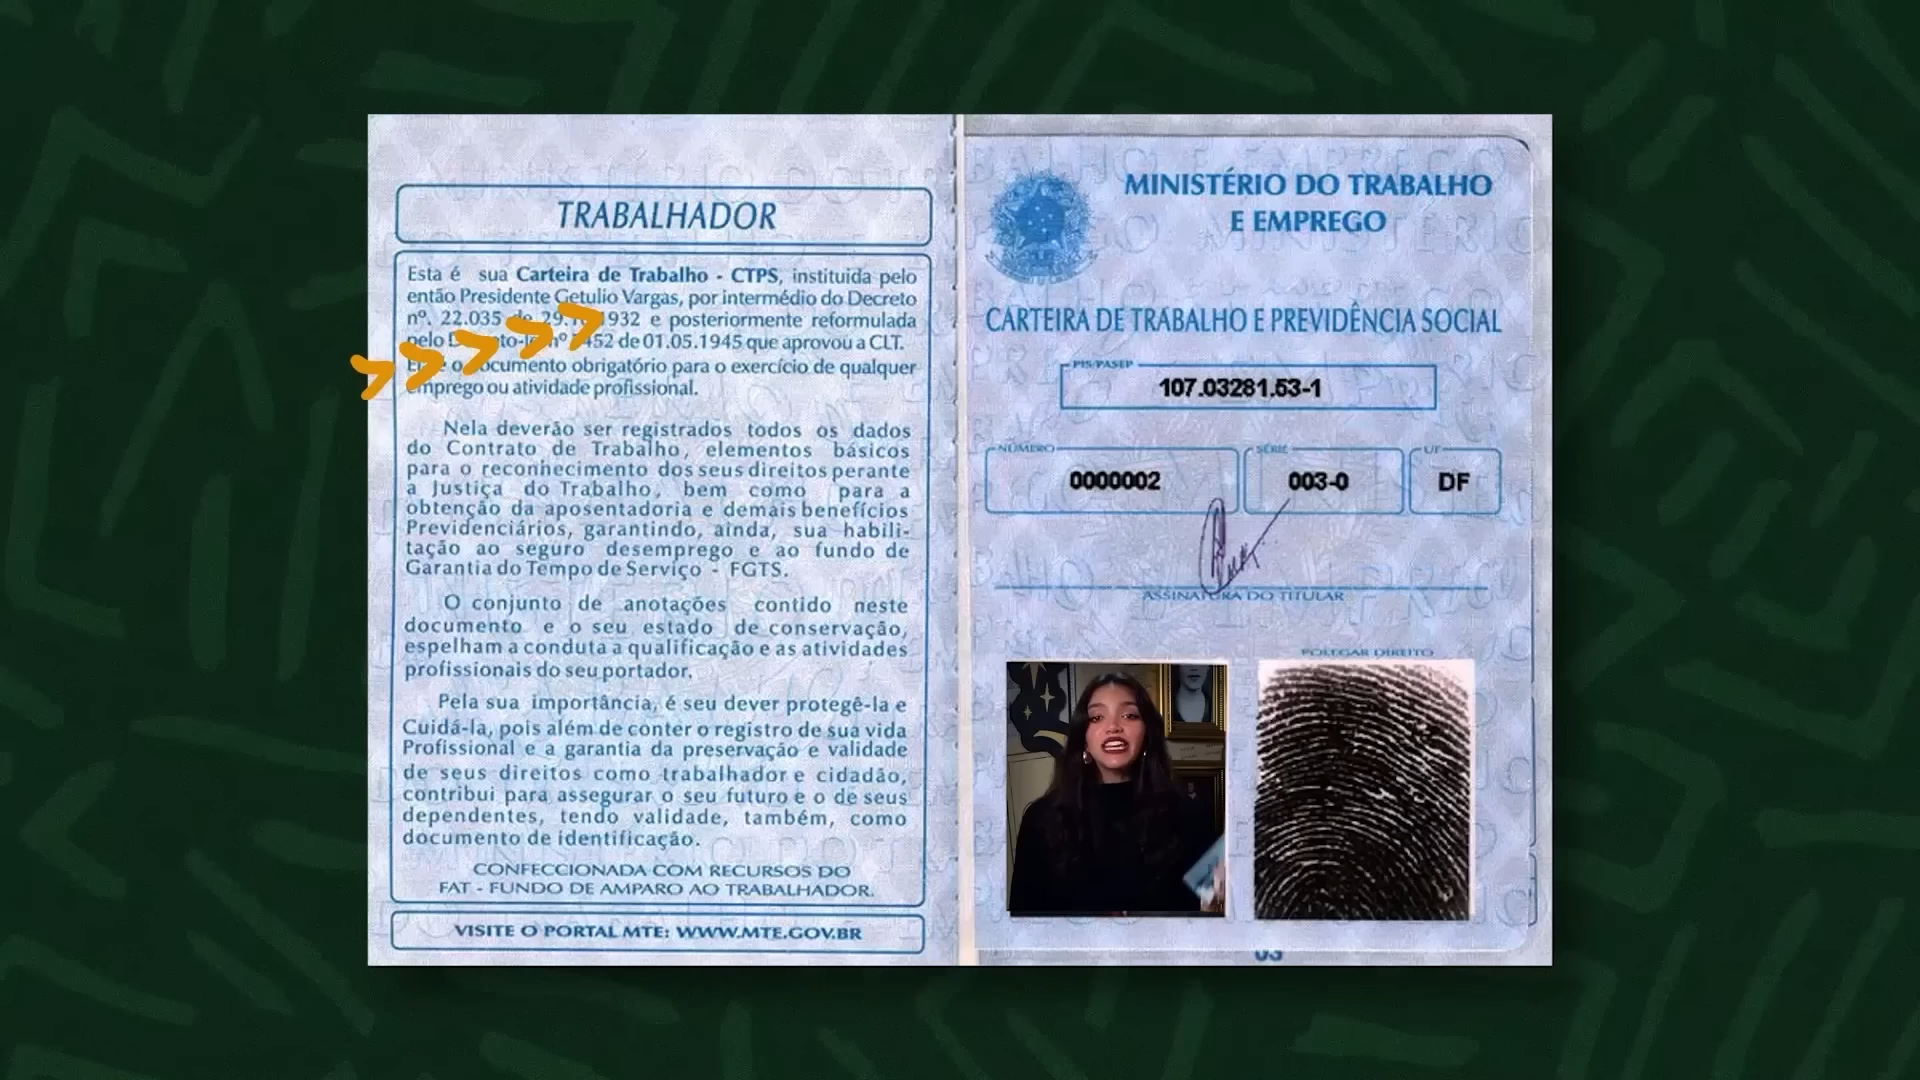 TRABALHADOR
Esta é sua Carteira de Trabalho - CTPS, instituida pelo
então Presidente Getulio Vargas, por intermédio do Decreto
nº. 22.035 de 29.10.1932 e posteriormente reformulada
pelo nº 452 de 01.05.1945 que aprovou a CLT.
o documento obrigatório para o exercício de qualquer
emprego ou atividade profissional.
Nela deverão ser registrados todos os dados
do Contrato de Trabalho, elementos básicos
para o reconhecimento dos seus direitos perante
a Justiça do Trabalho, bem como para a
obtenção da aposentadoria e demais benefícios
Previdenciários, garantindo, ainda, sua habili-
tação ao seguro desemprego e ao fundo de
Garantia do Tempo de Serviço - FGTS.
O conjunto de anotações contido neste
documento e o seu estado de conservação,
espelham a conduta a qualificação e as atividades
profissionais do seu portador.
Pela sua importância, é seu dever protegê-la e
Cuidá-la, pois além de conter o registro de sua vida
Profissional e a garantia da preservação e validade
de seus direitos como trabalhador e cidadão,
contribui para assegurar o seu futuro e o de seus
dependentes, tendo validade, também, como
documento de identificação.
CONFECCIONADA COM RECURSOS DO
FAT - FUNDO DE AMPARO AO TRABALHADOR.
VISITE O PORTAL MTE: WWW.MTE.GOV.BR
MINISTÉRIO DO TRABALHO
E EMPREGO
CARTEIRA DE TRABALHO E PREVIDÊNCIA SOCIAL
PIS/PASEP
107.03281.53-1
NÚMERO SÉRIE UF
0000002 003-0 DF
ASSINATURA DO TITULAR
POLEGAR DIREITO
03